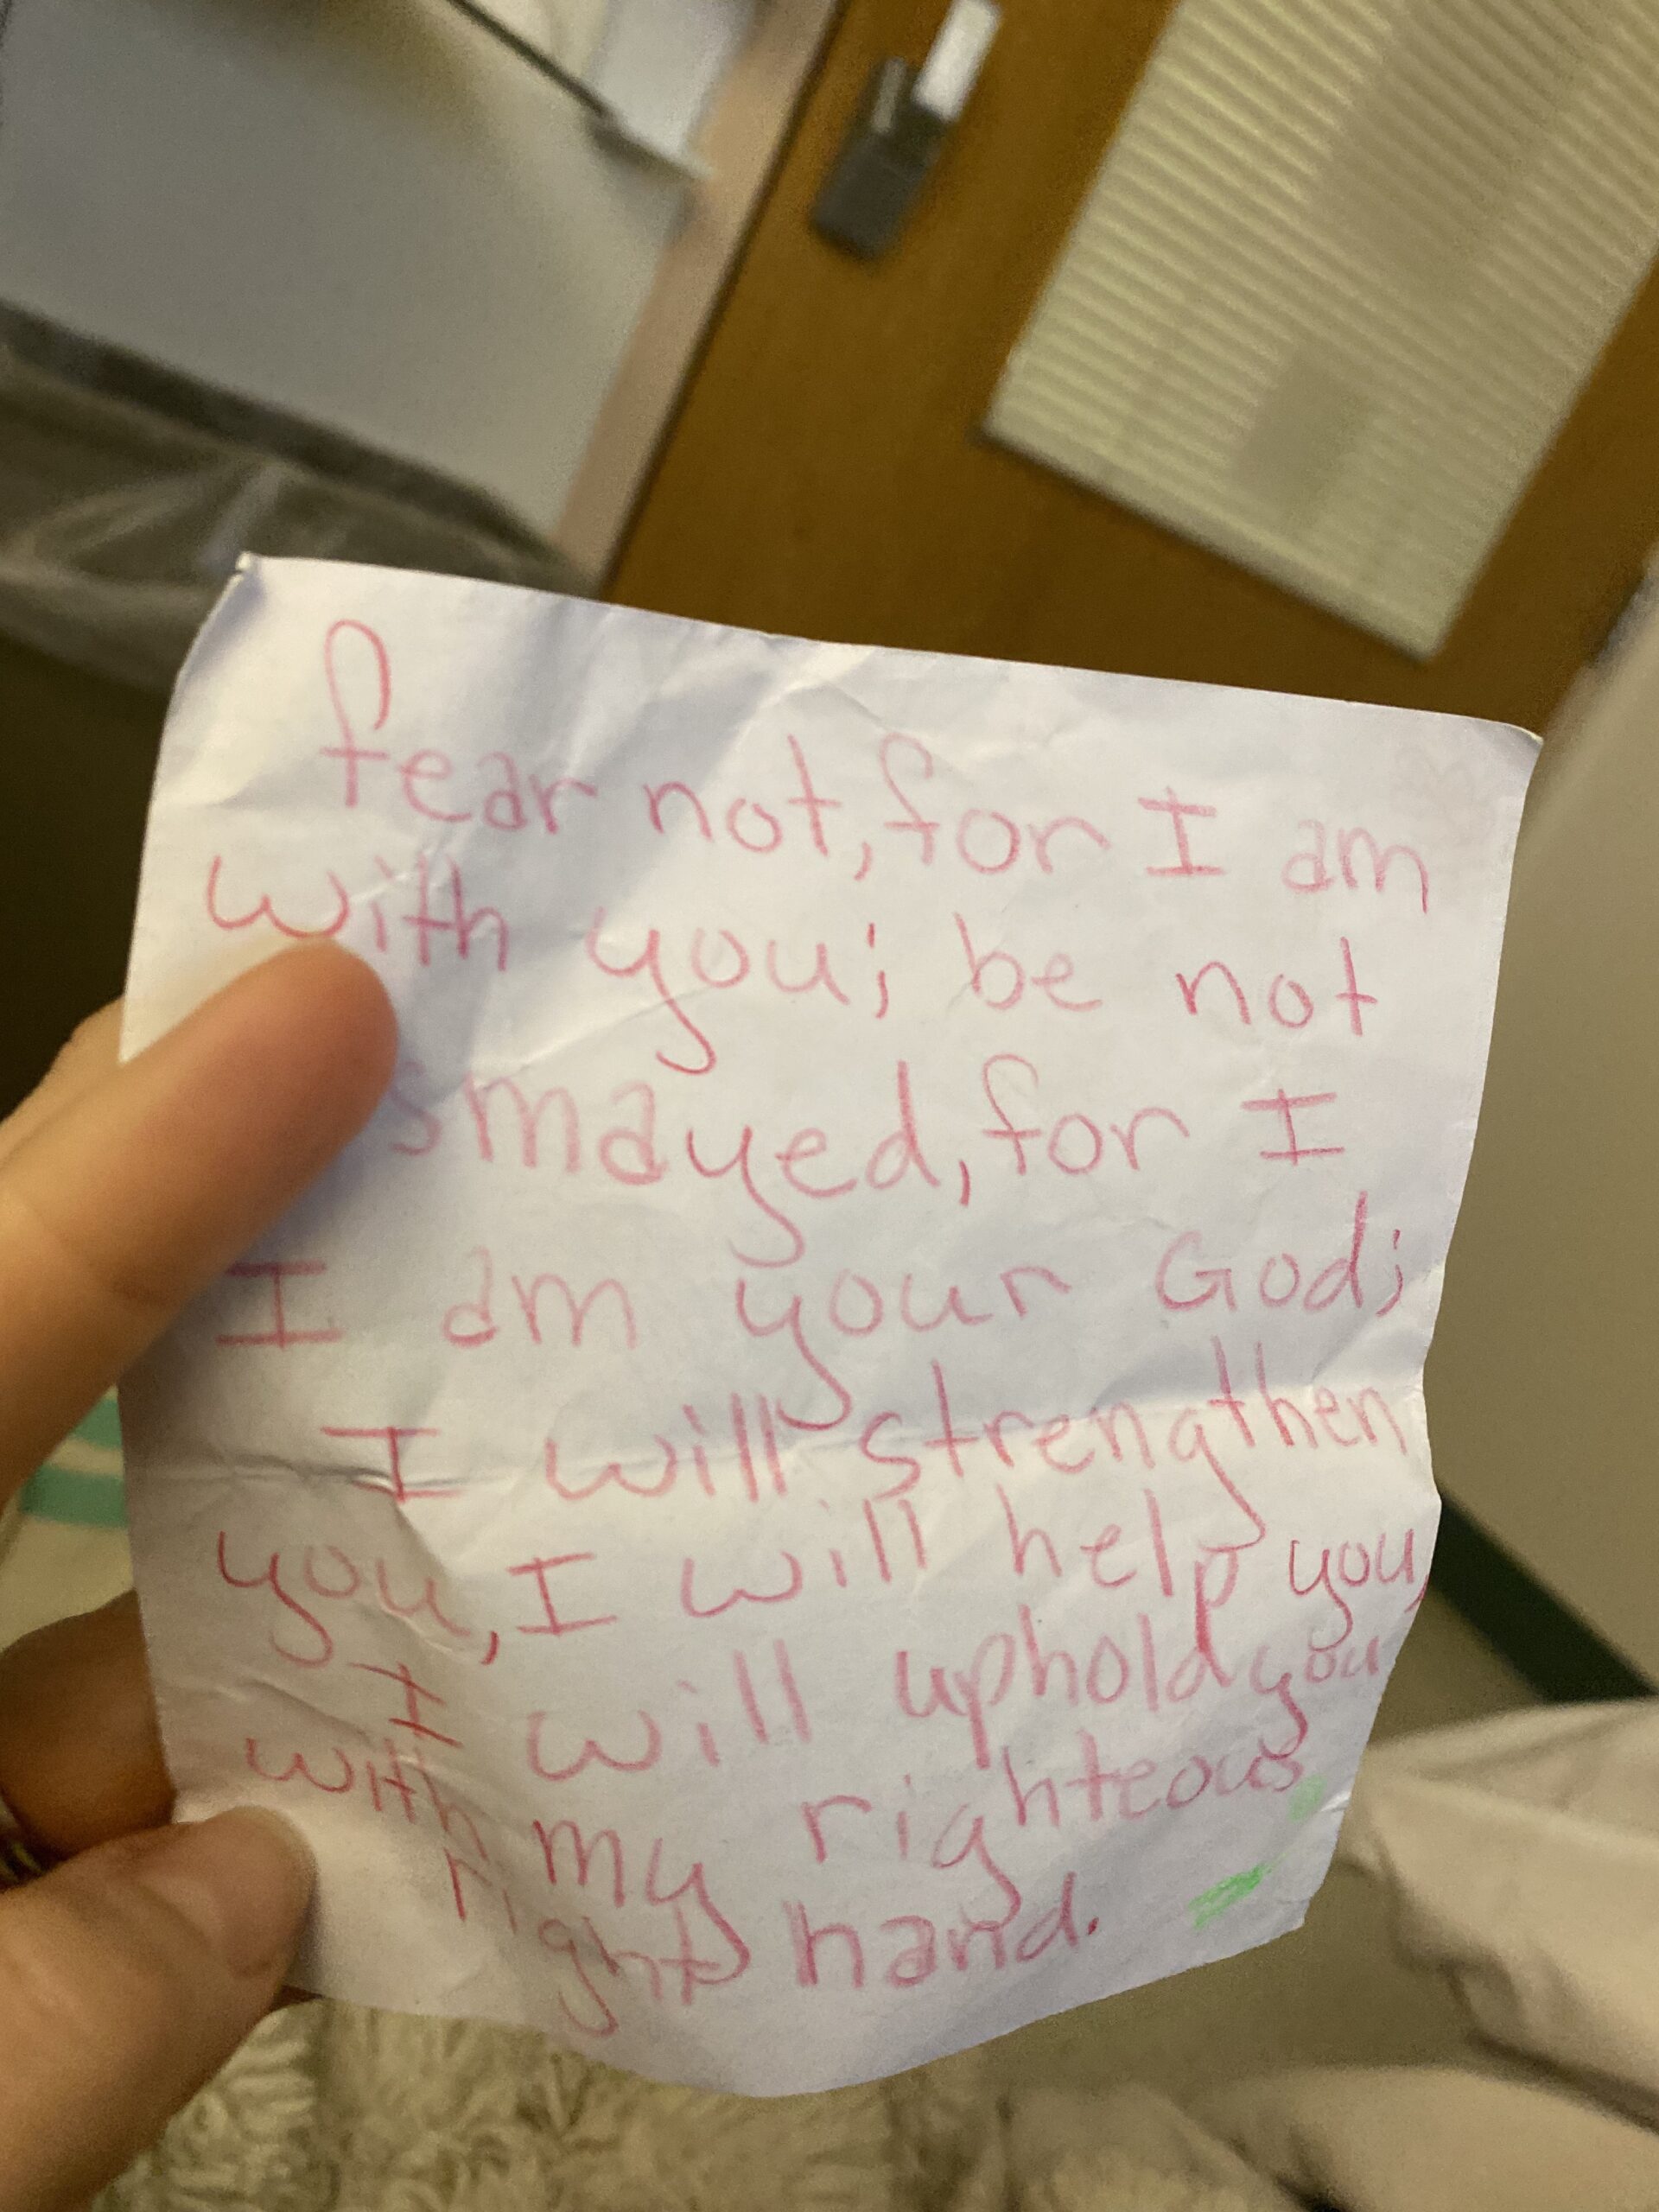 fear not, for I am
with you; be not
smayed, for I
I am your God;
I will strengthen
you, I will help you,
I will uphold you
with my righteous
right hand.